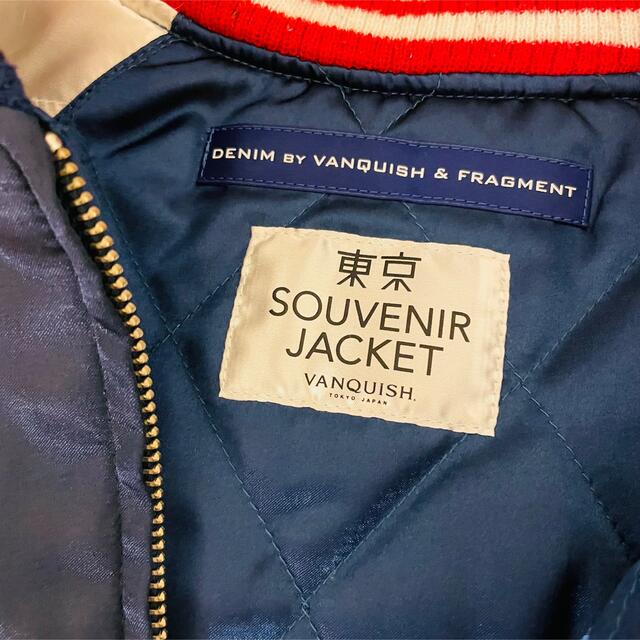 DENIM BY VANQUISH & FRAGMENT
東京
SOUVENIR
JACKET
VANQUISH.
TOKYO JAPAN